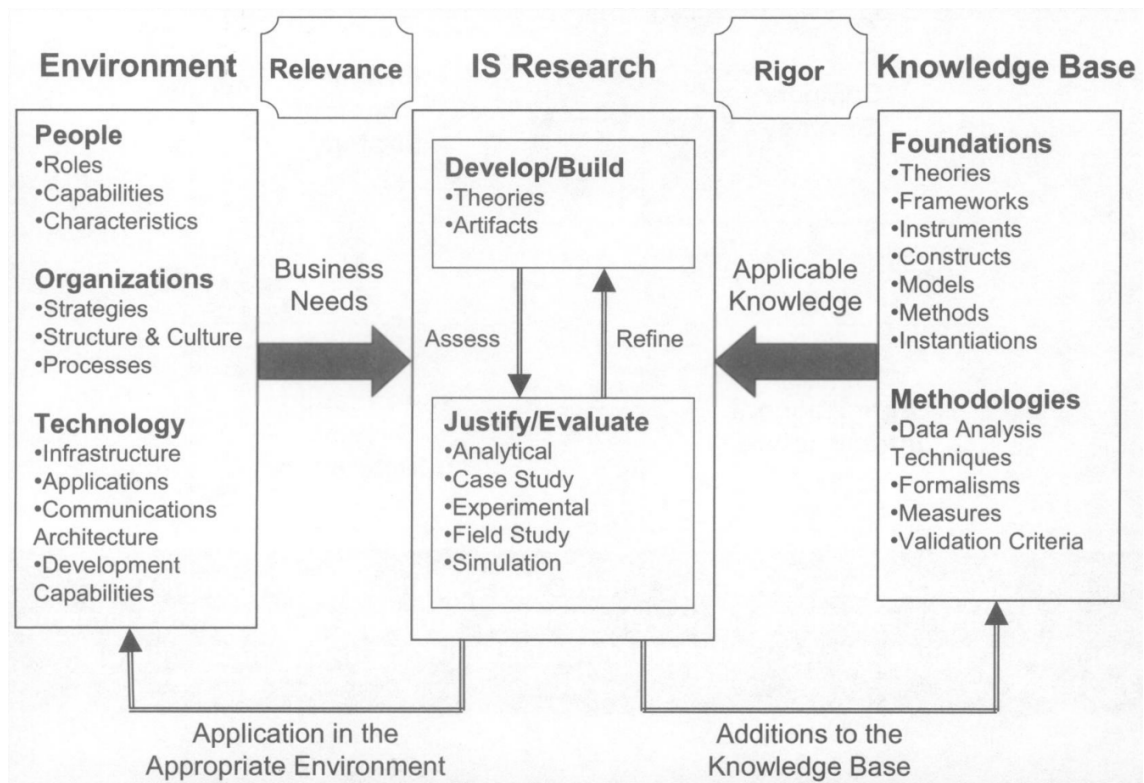 Environment
Relevance
IS Research
Rigor
Knowledge Base
People
•Roles
•Capabilities
•Characteristics
Organizations
•Strategies
•Structure & Culture
•Processes
Technology
•Infrastructure
•Applications
•Communications
Architecture
•Development
Capabilities
Business
Needs
Develop/Build
•Theories
•Artifacts
Assess
Refine
Justify/Evaluate
•Analytical
•Case Study
•Experimental
•Field Study
•Simulation
Applicable
Knowledge
Foundations
•Theories
•Frameworks
•Instruments
•Constructs
•Models
•Methods
•Instantiations
Methodologies
•Data Analysis
Techniques
•Formalisms
•Measures
•Validation Criteria
Application in the
Appropriate Environment
Additions to the
Knowledge Base